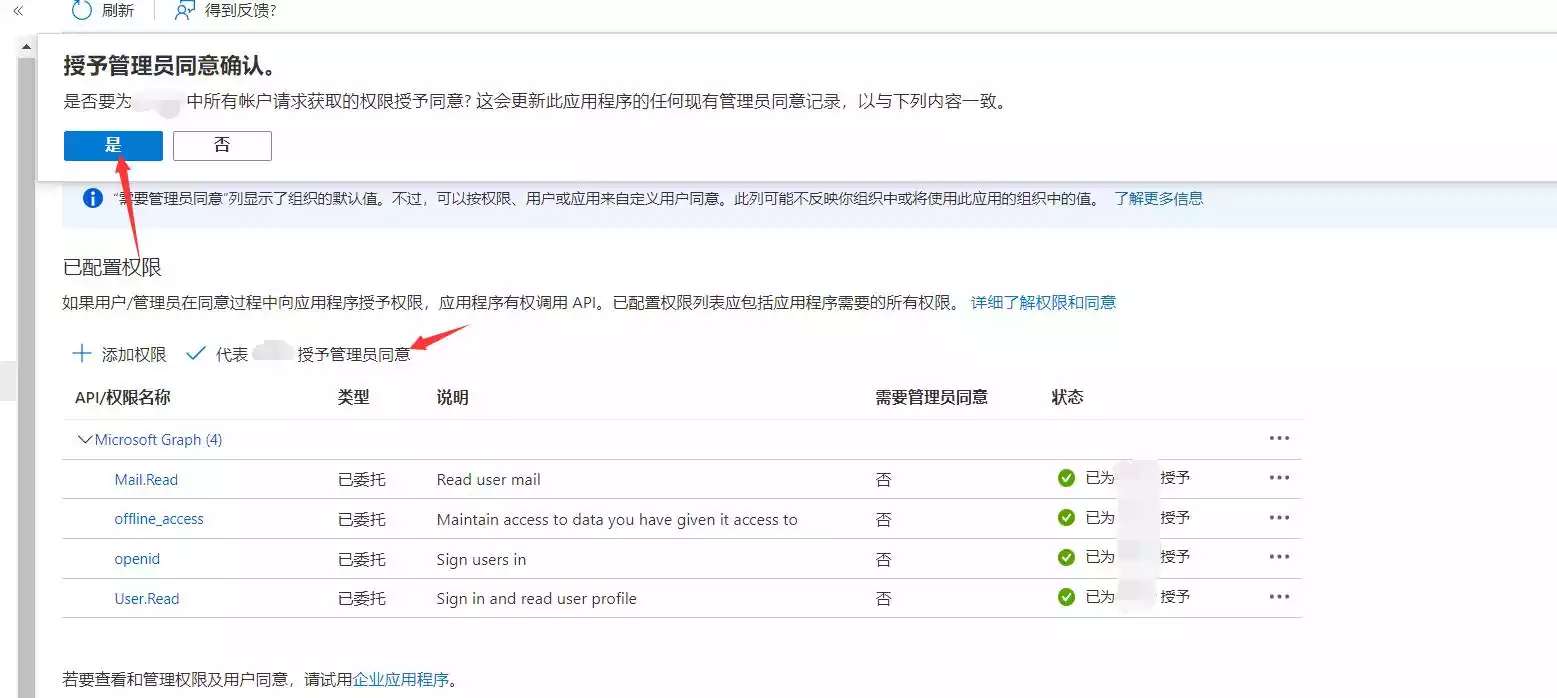 刷新 得到反馈?
授予管理员同意确认。
是否要为 中所有帐户请求获取的权限授予同意? 这会更新此应用程序的任何现有管理员同意记录，以与下列内容一致。
是 否
“需要管理员同意”列显示了组织的默认值。不过，可以按权限、用户或应用来自定义用户同意。此列可能不反映你组织中或将使用此应用的组织中的值。 了解更多信息
已配置权限
如果用户/管理员在同意过程中向应用程序授予权限，应用程序有权调用 API。已配置权限列表应包括应用程序需要的所有权限。 详细了解权限和同意
添加权限 代表 授予管理员同意
API/权限名称 类型 说明 需要管理员同意 状态
Microsoft Graph (4)
Mail.Read 已委托 Read user mail 否 已为 授予
offline_access 已委托 Maintain access to data you have given it access to 否 已为 授予
openid 已委托 Sign users in 否 已为 授予
User.Read 已委托 Sign in and read user profile 否 已为 授予
若要查看和管理权限及用户同意，请试用企业应用程序。